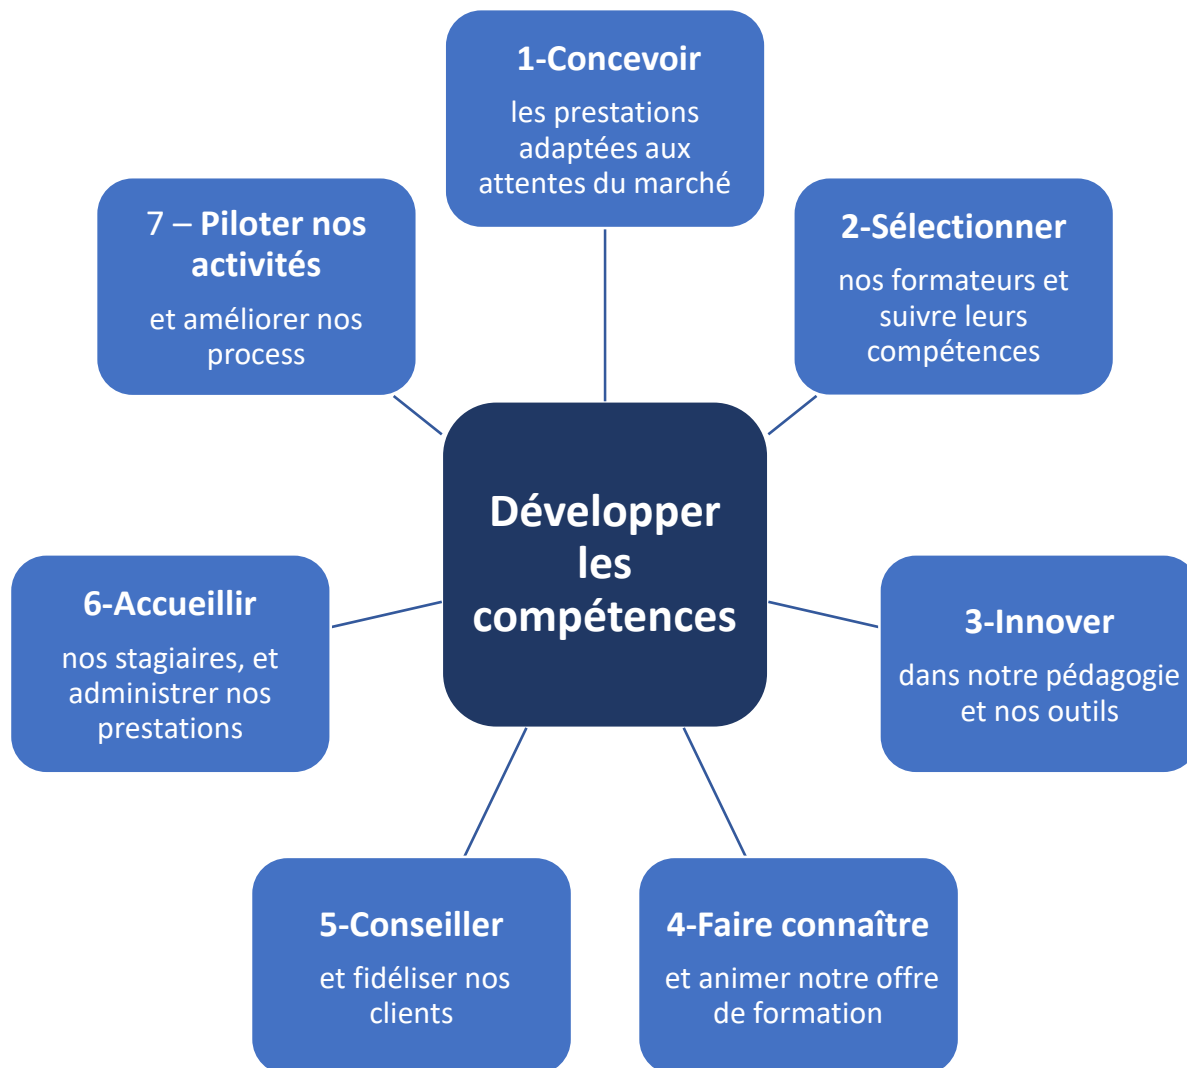 1-Concevoir
les prestations
adaptées aux
attentes du marché
2-Sélectionner
nos formateurs et
suivre leurs
compétences
3-Innover
dans notre pédagogie
et nos outils
4-Faire connaître
et animer notre offre
de formation
5-Conseiller
et fidéliser nos
clients
6-Accueillir
nos stagiaires, et
administrer nos
prestations
7 – Piloter nos
activités
et améliorer nos
process
Développer
les
compétences